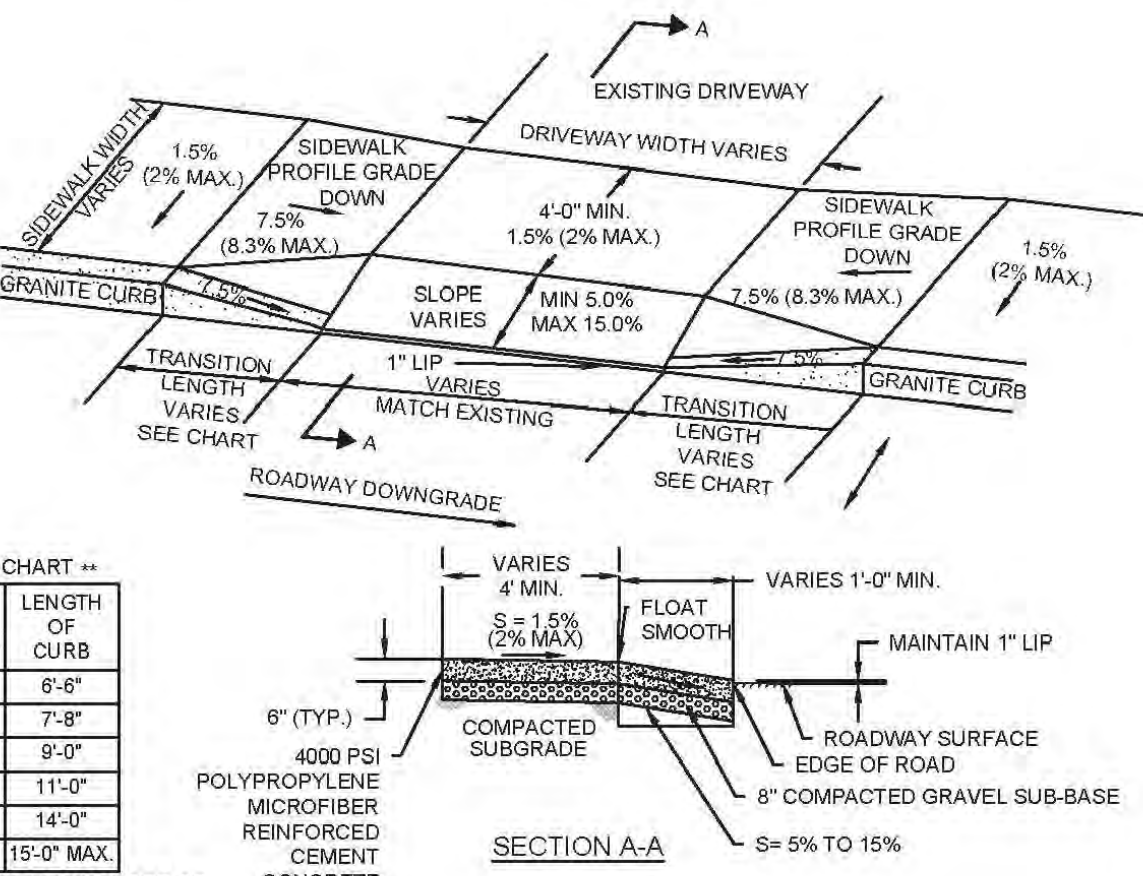 A
EXISTING DRIVEWAY
DRIVEWAY WIDTH VARIES
SIDEWALK WIDTH
VARIES
1.5%
(2% MAX.)
SIDEWALK
PROFILE GRADE
DOWN
7.5%
(8.3% MAX.)
4'-0" MIN.
1.5% (2% MAX.)
SIDEWALK
PROFILE GRADE
DOWN
7.5% (8.3% MAX.)
1.5%
(2% MAX.)
GRANITE CURB
7.5%
SLOPE
VARIES
MIN 5.0%
MAX 15.0%
7.5%
GRANITE CURB
TRANSITION
LENGTH
VARIES
SEE CHART
1" LIP
VARIES
MATCH EXISTING
TRANSITION
LENGTH
VARIES
SEE CHART
A
ROADWAY DOWNGRADE
CHART **
LENGTH
OF
CURB
6'-6"
7'-8"
9'-0"
11'-0"
14'-0"
15'-0" MAX.
VARIES
4' MIN.
S = 1.5%
(2% MAX)
VARIES 1'-0" MIN.
FLOAT
SMOOTH
MAINTAIN 1" LIP
6" (TYP.)
COMPACTED
SUBGRADE
4000 PSI
POLYPROPYLENE
MICROFIBER
REINFORCED
CEMENT
CONCRETE
ROADWAY SURFACE
EDGE OF ROAD
8" COMPACTED GRAVEL SUB-BASE
S= 5% TO 15%
SECTION A-A